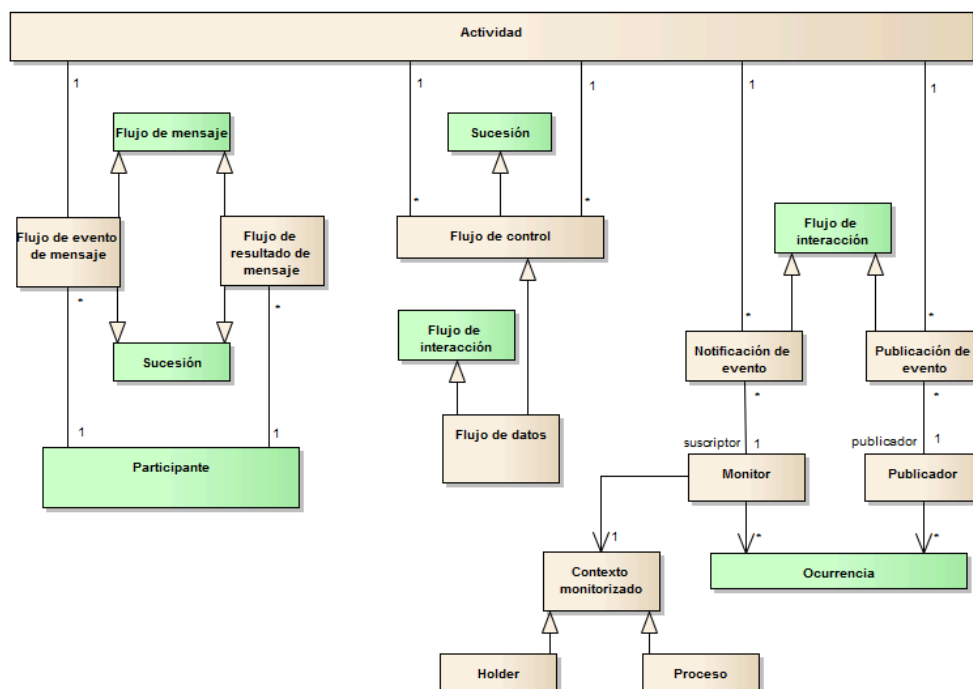 Actividad
1
1
1
1
1
Flujo de mensaje
Sucesión
*
*
Flujo de evento
de mensaje
Flujo de
resultado de
mensaje
Flujo de control
Flujo de
interacción
*
*
*
*
Flujo de
interacción
Sucesión
Notificación de
evento
Publicación de
evento
*
*
Flujo de datos
1
1
suscriptor
1
publicador
1
Participante
Monitor
Publicador
1
*
*
Contexto
monitorizado
Ocurrencia
Holder
Proceso